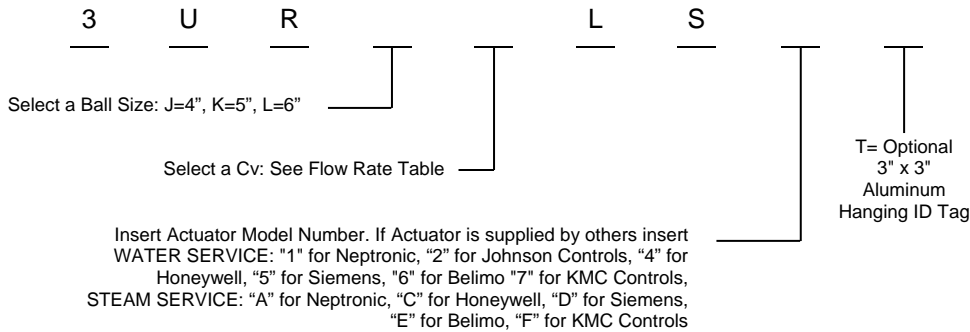 3 U R L S
Select a Ball Size: J=4”, K=5”, L=6”
Select a Cv: See Flow Rate Table
T= Optional
3" x 3"
Aluminum
Hanging ID Tag
Insert Actuator Model Number. If Actuator is supplied by others insert
WATER SERVICE: "1" for Neptronic, “2” for Johnson Controls, “4” for
Honeywell, “5” for Siemens, "6" for Belimo "7" for KMC Controls,
STEAM SERVICE: “A” for Neptronic, “C” for Honeywell, “D” for Siemens,
“E” for Belimo, “F” for KMC Controls